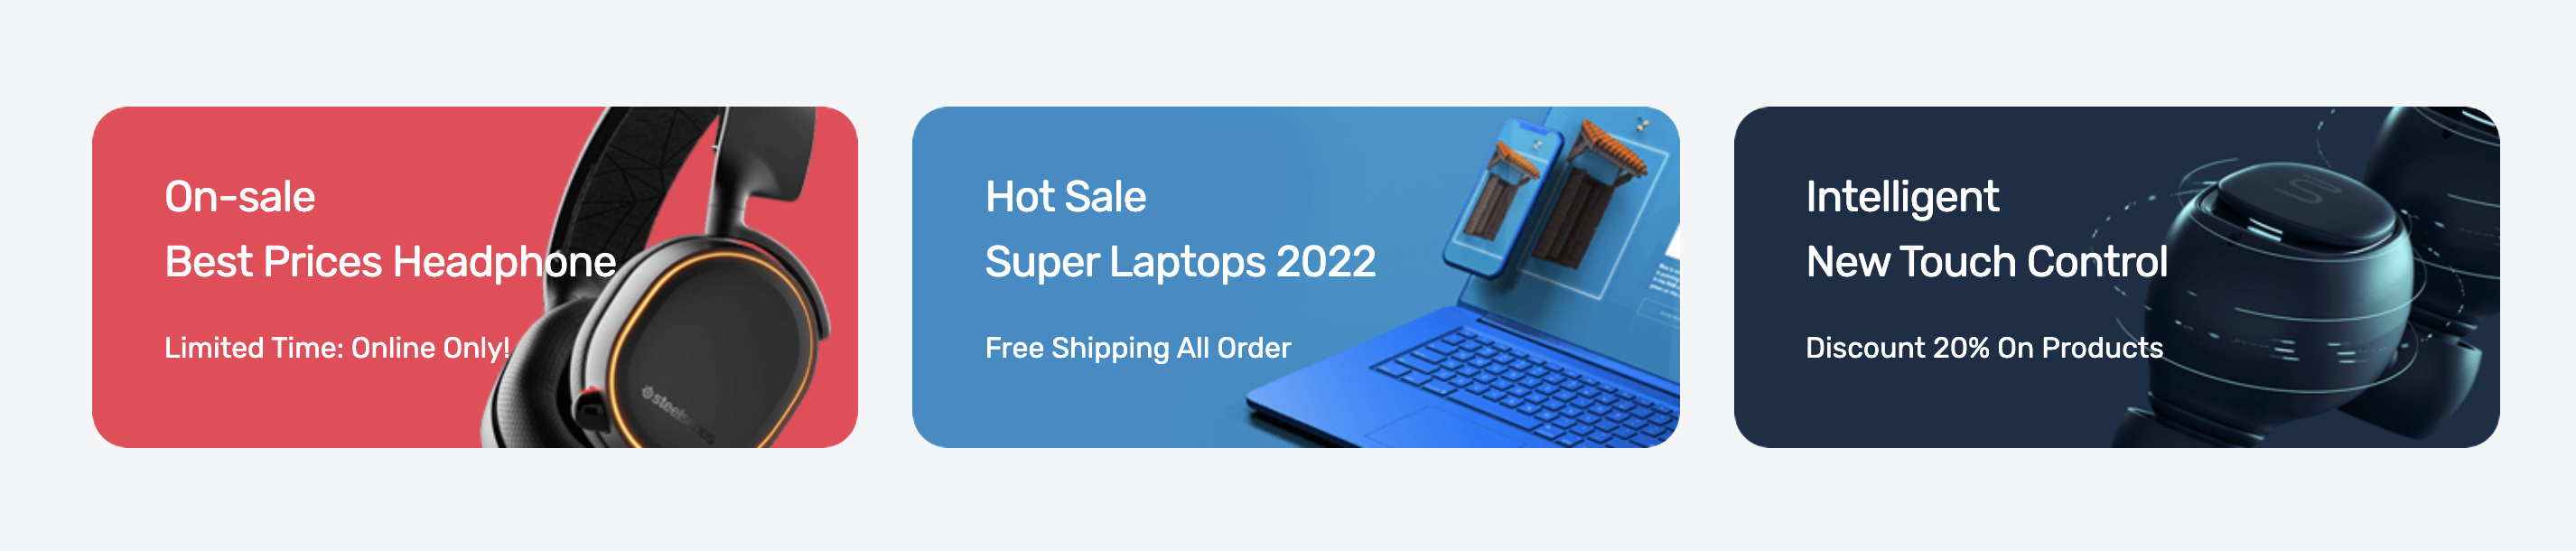 On-sale
Best Prices Headphone
Limited Time: Online Only!
steelseries
Hot Sale
Super Laptops 2022
Free Shipping All Order
Intelligent
New Touch Control
Discount 20% On Products